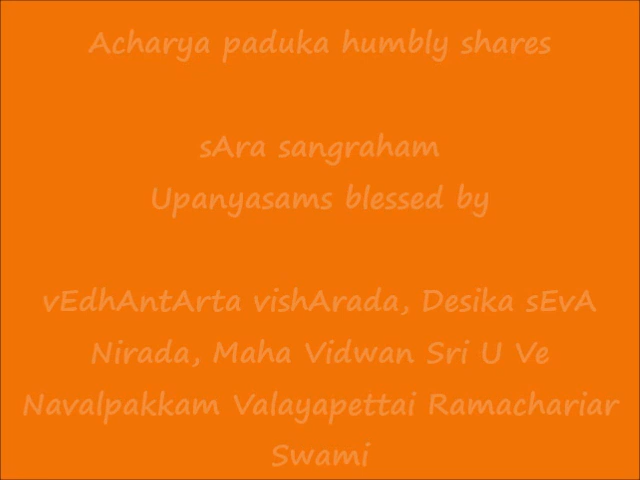 Acharya paduka humbly shares
sAra sangraham
Upanyasams blessed by
vEdhAntArta vishArada, Desika sEvA
Nirada, Maha Vidwan Sri U Ve
Navalpakkam Valayapettai Ramachariar
Swami